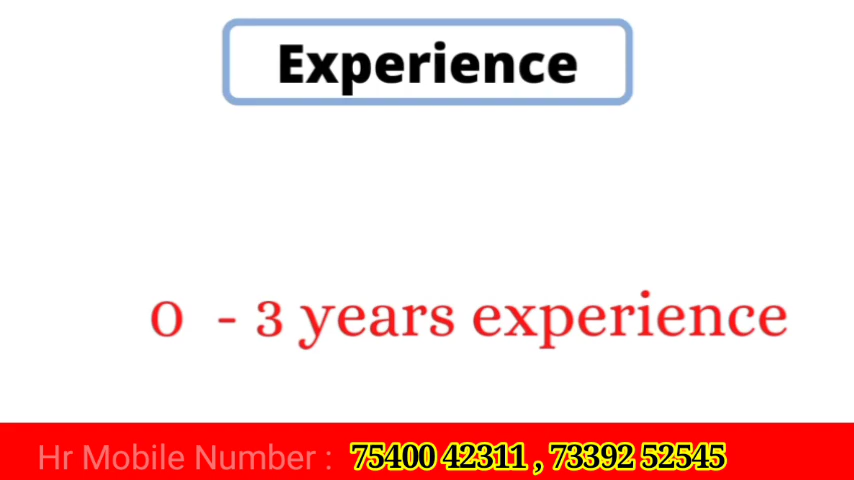 Experience
0 - 3 years experience
Hr Mobile Number : 75400 42311 , 73392 52545